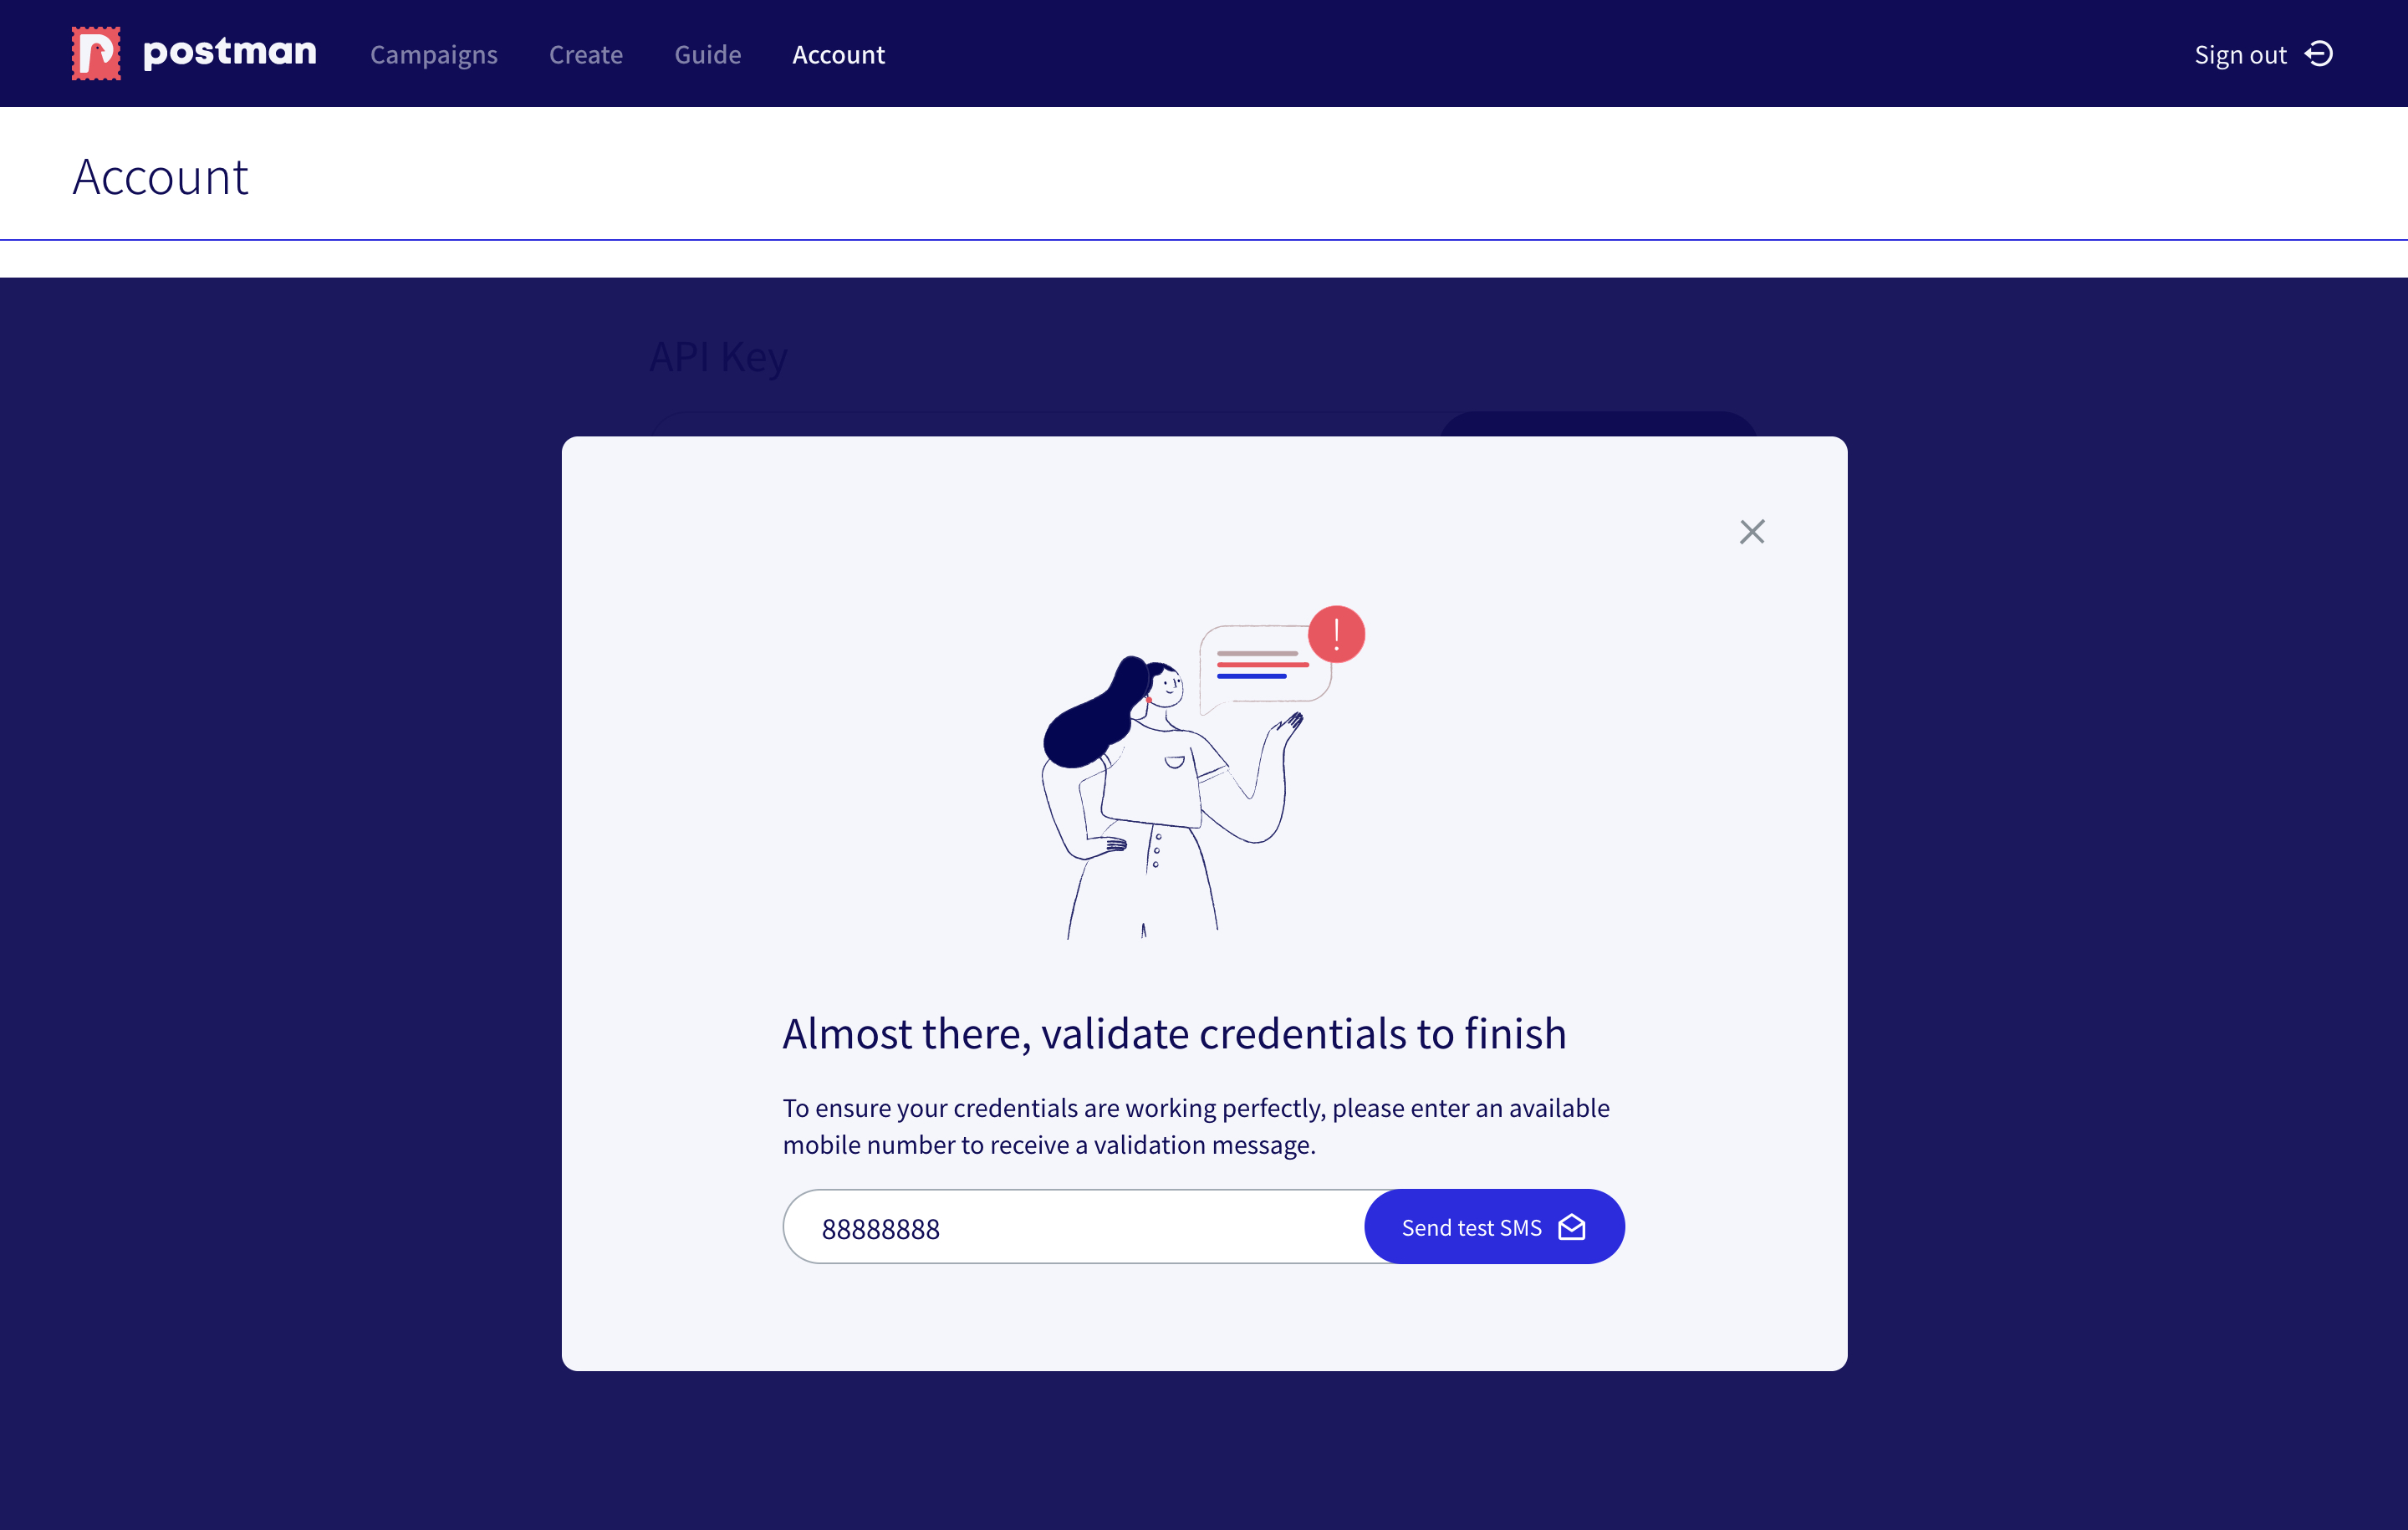 postman Campaigns Create Guide Account Sign out
Account
API Key
!
Almost there, validate credentials to finish
To ensure your credentials are working perfectly, please enter an available
mobile number to receive a validation message.
88888888 Send test SMS